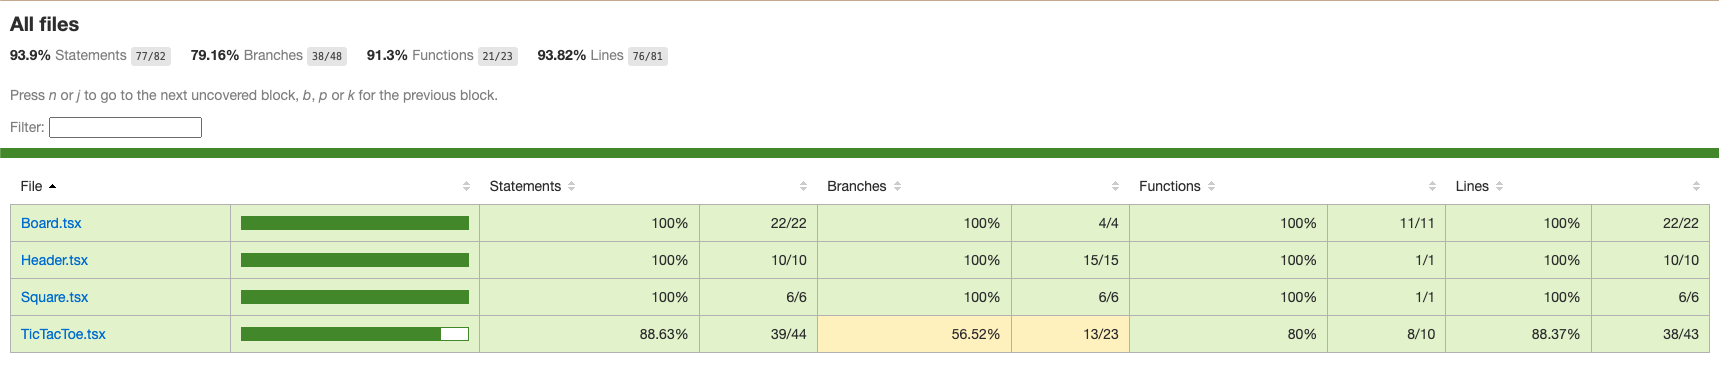 All files
93.9% Statements 77/82 79.16% Branches 38/48 91.3% Functions 21/23 93.82% Lines 76/81
Press n or j to go to the next uncovered block, b, p or k for the previous block.
Filter:
File Statements Branches Functions Lines
Board.tsx 100% 22/22 100% 4/4 100% 11/11 100% 22/22
Header.tsx 100% 10/10 100% 15/15 100% 1/1 100% 10/10
Square.tsx 100% 6/6 100% 6/6 100% 1/1 100% 6/6
TicTacToe.tsx 88.63% 39/44 56.52% 13/23 80% 8/10 88.37% 38/43